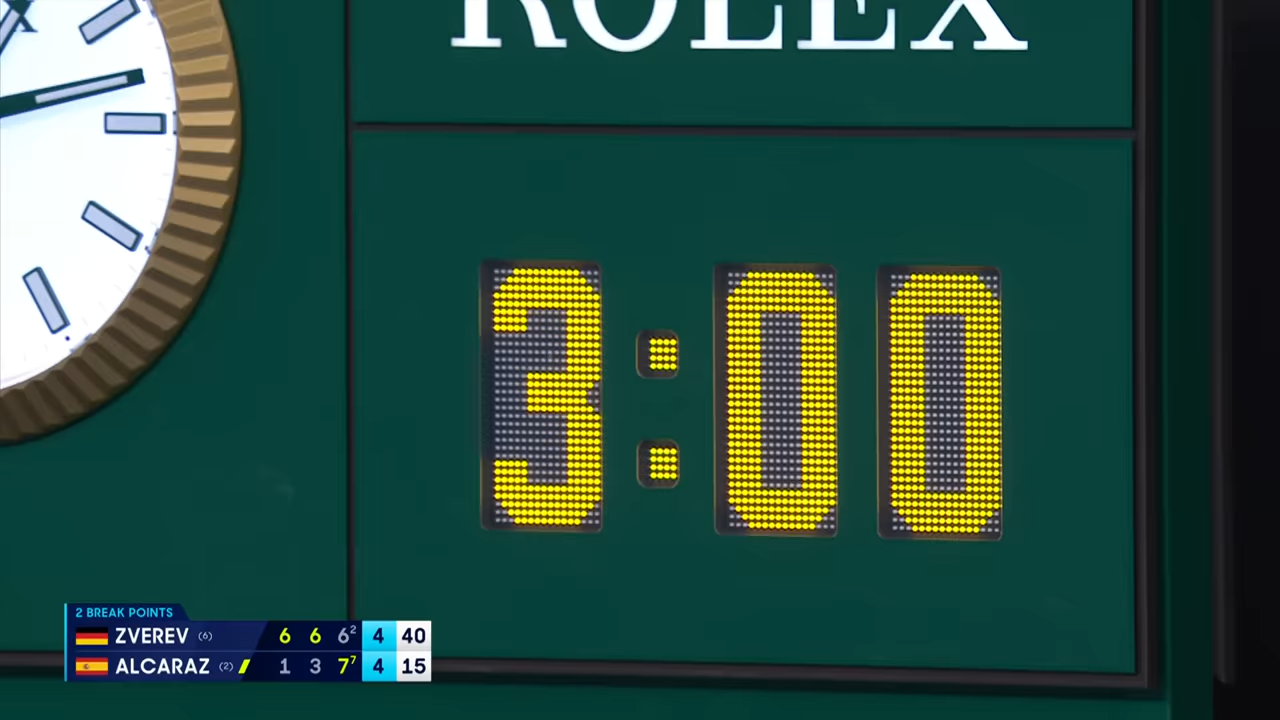 X
ROLEX
3:00
2 BREAK POINTS
ZVEREV (6) 6 6 6² 4 40
ALCARAZ (2) 1 3 7⁷ 4 15